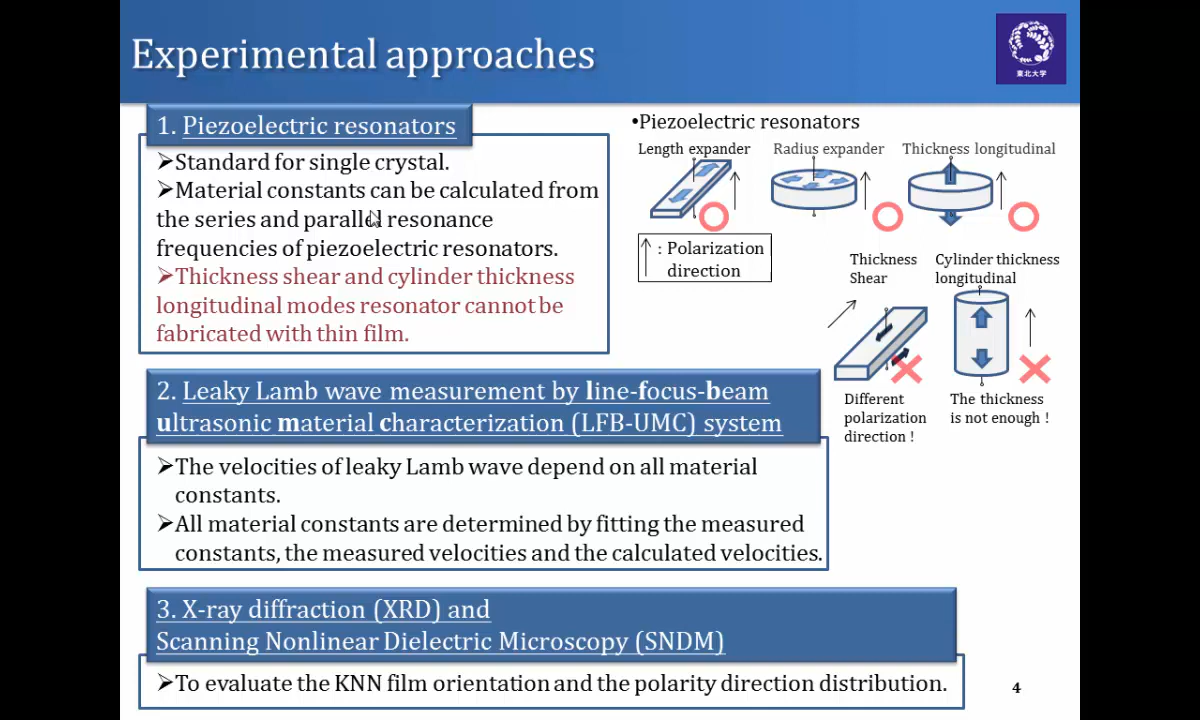 Experimental approaches
東北大学
1. Piezoelectric resonators
➢Standard for single crystal.
➢Material constants can be calculated from
the series and parallel resonance
frequencies of piezoelectric resonators.
➢Thickness shear and cylinder thickness
longitudinal modes resonator cannot be
fabricated with thin film.
•Piezoelectric resonators
Length expander
Radius expander
Thickness longitudinal
: Polarization
direction
Thickness
Shear
Cylinder thickness
longitudinal
Different
polarization
direction !
The thickness
is not enough !
2. Leaky Lamb wave measurement by line-focus-beam
ultrasonic material characterization (LFB-UMC) system
➢The velocities of leaky Lamb wave depend on all material
constants.
➢All material constants are determined by fitting the measured
constants, the measured velocities and the calculated velocities.
3. X-ray diffraction (XRD) and
Scanning Nonlinear Dielectric Microscopy (SNDM)
➢To evaluate the KNN film orientation and the polarity direction distribution.
4